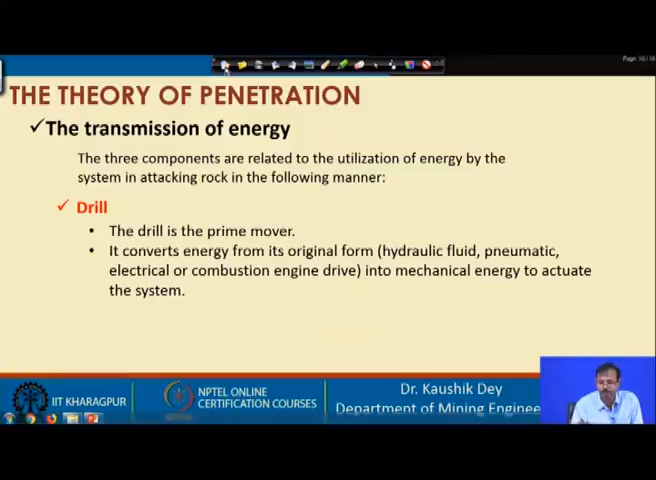 Page: 10 / 10
THE THEORY OF PENETRATION
✓The transmission of energy
The three components are related to the utilization of energy by the
system in attacking rock in the following manner:
✓ Drill
• The drill is the prime mover.
• It converts energy from its original form (hydraulic fluid, pneumatic,
electrical or combustion engine drive) into mechanical energy to actuate
the system.
IIT KHARAGPUR
NPTEL ONLINE
CERTIFICATION COURSES
Dr. Kaushik Dey
Department of Mining Enginee